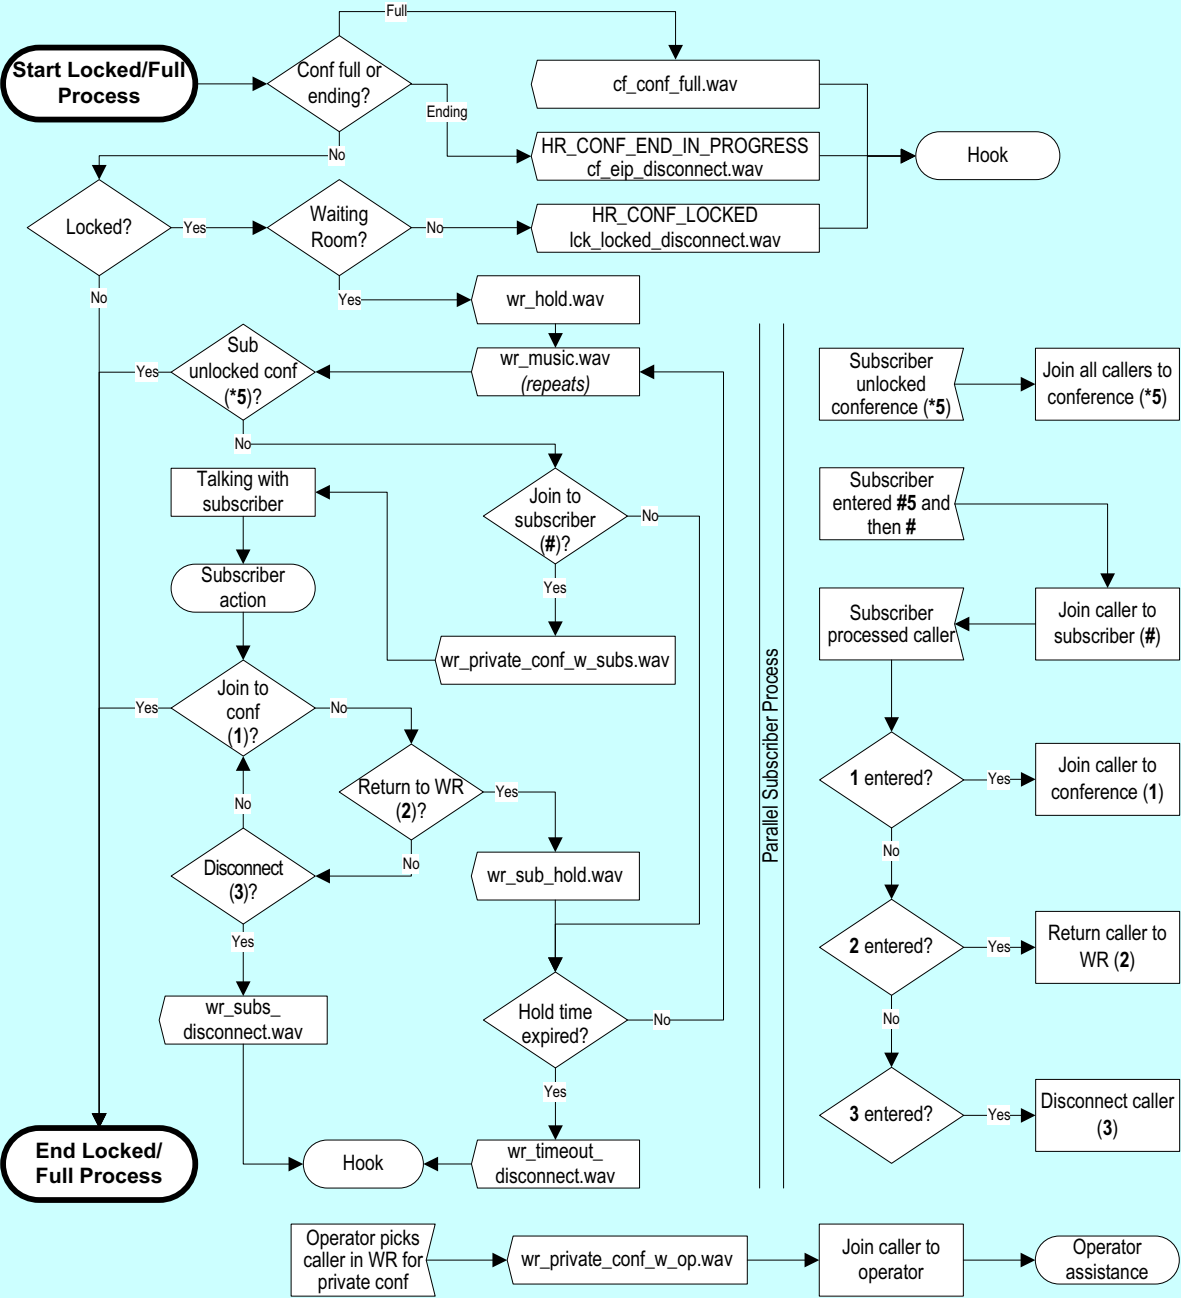 Full
Start Locked/Full
Process
Conf full or
ending?
cf_conf_full.wav
Ending
HR_CONF_END_IN_PROGRESS
cf_eip_disconnect.wav
Hook
No
Locked?
Yes
Waiting
Room?
No
HR_CONF_LOCKED
lck_locked_disconnect.wav
No
Yes
wr_hold.wav
Sub
unlocked conf
(*5)?
Yes
wr_music.wav
(repeats)
Subscriber
unlocked
conference (*5)
Join all callers to
conference (*5)
No
Talking with
subscriber
Join to
subscriber
(#)?
No
Subscriber
entered #5 and
then #
Subscriber
action
Yes
Subscriber
processed caller
Join caller to
subscriber (#)
wr_private_conf_w_subs.wav
Parallel Subscriber Process
Join to
conf
(1)?
Yes
No
Return to WR
(2)?
Yes
1 entered?
Yes
Join caller to
conference (1)
No
No
No
Disconnect
(3)?
wr_sub_hold.wav
Yes
2 entered?
Yes
Return caller to
WR (2)
wr_subs_
disconnect.wav
Hold time
expired?
No
No
Yes
3 entered?
Yes
Disconnect caller
(3)
End Locked/
Full Process
Hook
wr_timeout_
disconnect.wav
Operator picks
caller in WR for
private conf
wr_private_conf_w_op.wav
Join caller to
operator
Operator
assistance